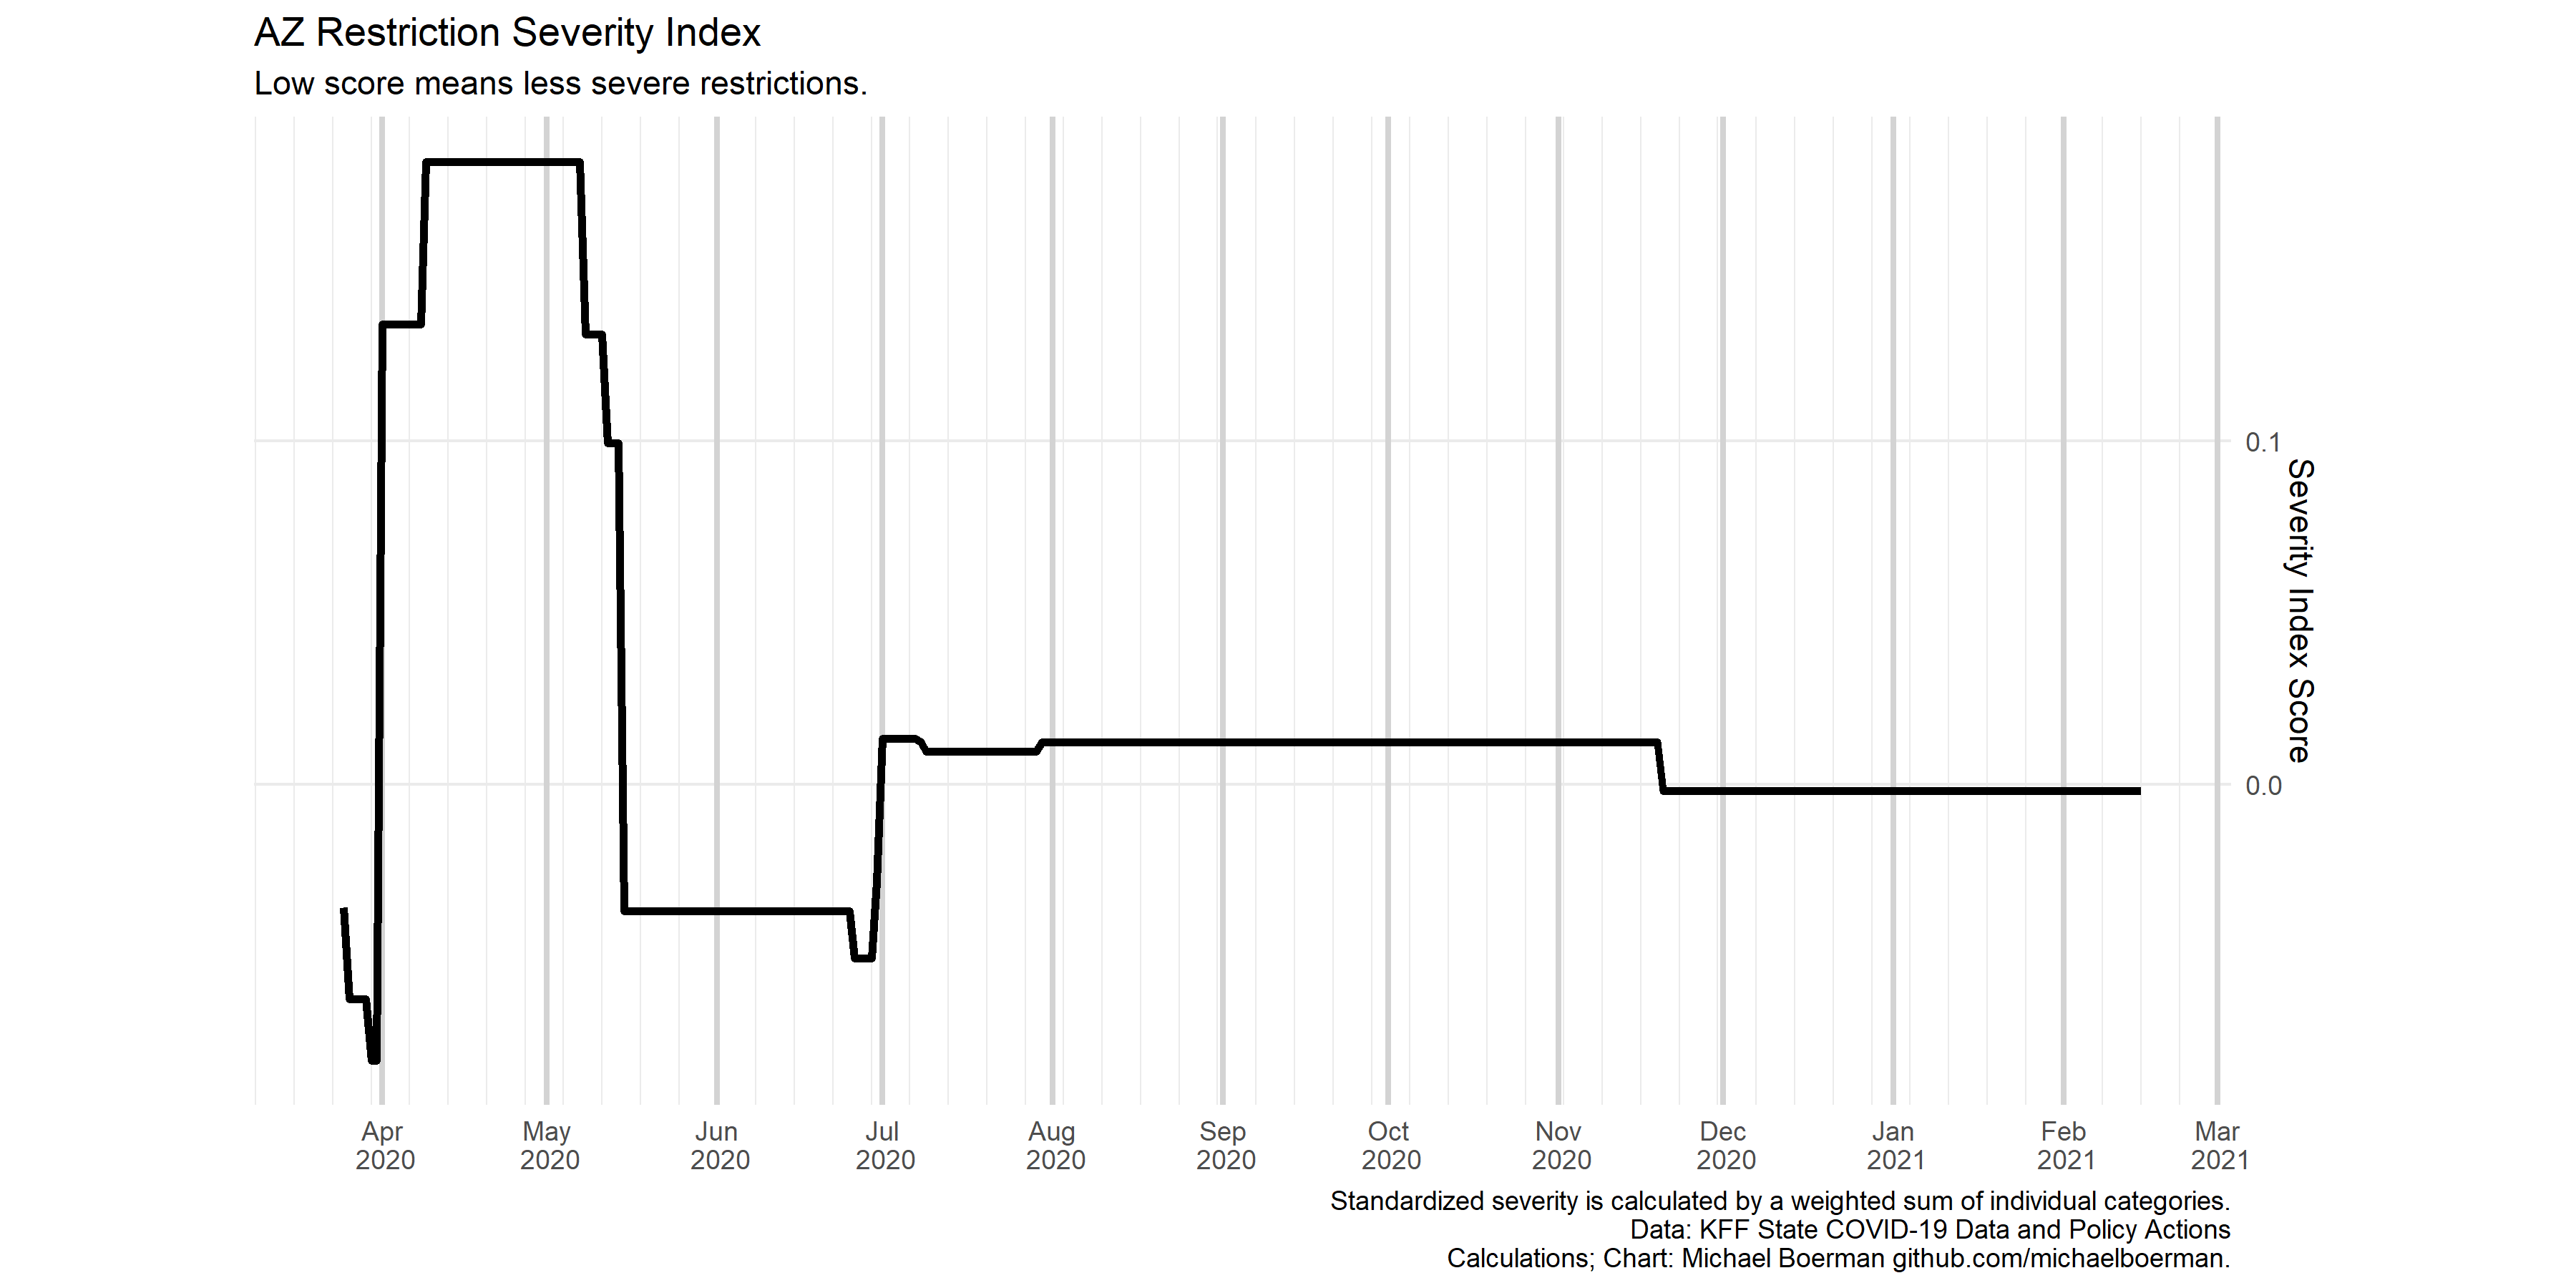 AZ Restriction Severity Index
Low score means less severe restrictions.
0.1
0.0
Severity Index Score
Apr May Jun Jul Aug Sep Oct Nov Dec Jan Feb Mar
2020 2020 2020 2020 2020 2020 2020 2020 2020 2021 2021 2021
Standardized severity is calculated by a weighted sum of individual categories.
Data: KFF State COVID-19 Data and Policy Actions
Calculations; Chart: Michael Boerman github.com/michaelboerman.